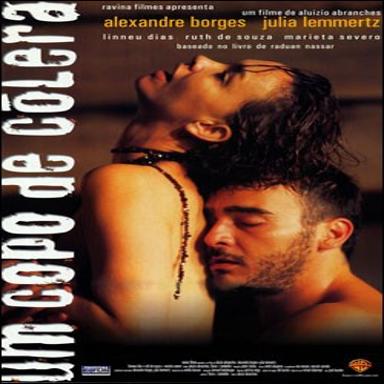 ravina filmes apresenta
um filme de aluizio abranches
alexandre borges julia lemmertz
linneu dias ruth de souza marieta severo
baseado no livro de raduan nassar
um copo de cólera